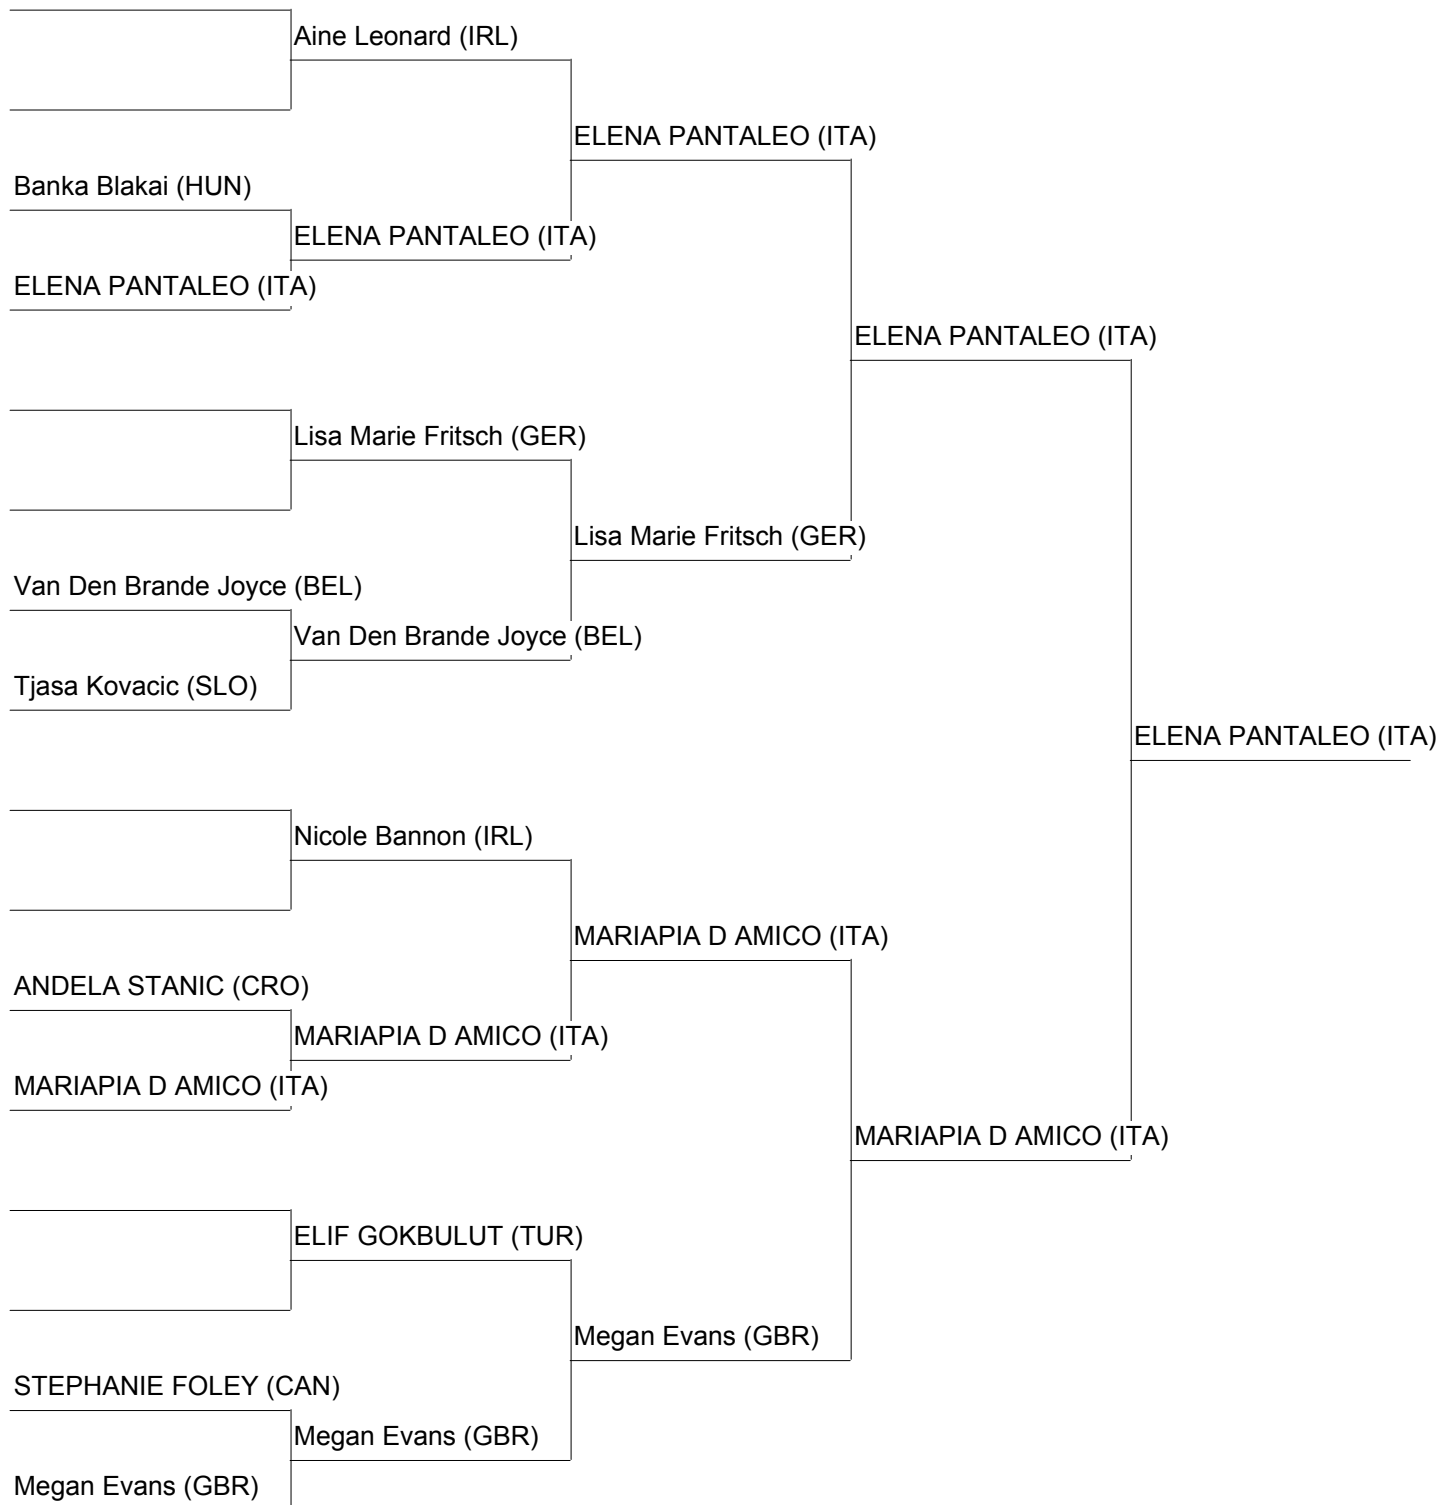 Aine Leonard (IRL)
ELENA PANTALEO (ITA)
Banka Blakai (HUN)
ELENA PANTALEO (ITA)
ELENA PANTALEO (ITA)
ELENA PANTALEO (ITA)
Lisa Marie Fritsch (GER)
Lisa Marie Fritsch (GER)
Van Den Brande Joyce (BEL)
Van Den Brande Joyce (BEL)
Tjasa Kovacic (SLO)
ELENA PANTALEO (ITA)
Nicole Bannon (IRL)
MARIAPIA D AMICO (ITA)
ANDELA STANIC (CRO)
MARIAPIA D AMICO (ITA)
MARIAPIA D AMICO (ITA)
MARIAPIA D AMICO (ITA)
ELIF GOKBULUT (TUR)
Megan Evans (GBR)
STEPHANIE FOLEY (CAN)
Megan Evans (GBR)
Megan Evans (GBR)